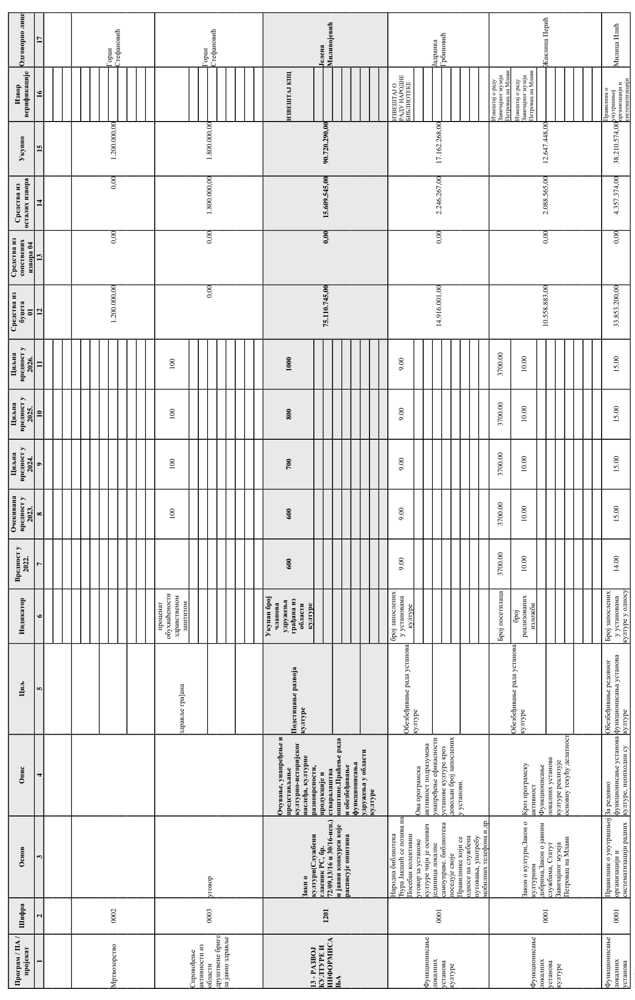 Програм / ПА /
пројекат
Шифра
Основ
Опис
Циљ
Индикатор
Вредност у
2022.
Очекивана
вредност у
2023.
Циљна
вредност у
2024.
Циљна
вредност у
2025.
Циљна
вредност у
2026.
Средства из
буџета
01
Средства из
сопствених
извора 04
Средства из
осталих извора
Укупно
Извор
верификације
Одговорно лице
1
2
3
4
5
6
7
8
9
10
11
12
13
14
15
16
17
Мртвозорство
0002
1.200.000,00
0,00
0,00
1.200.000,00
Горан
Стефановић
Спровођење
активности из
области
друштвене бриге
за јавно здравље
0003
уговор
здравље грађана
проценат
обухваћености
здравственом
заштитом
100
100
100
100
0,00
0,00
1.800.000,00
1.800.000,00
Горан
Стефановић
13 - РАЗВОЈ
КУЛТУРЕ И
ИНФОРМИСА
ЊА
1201
Закн о
култури(Службени
гласник РС, бр.
72/09,13/16 и 30/16-исп.)
и јавни конкурси које
расписује општина
Очување, унапређење и
представљање
културно-историјског
наслеђа, културне
разноврсности,
продукције и
стваралаштва
општине.Праћење рада
и обезбеђивање
функционисања
удружења у области
културе
Подстицање развоја
културе
Укупан број
чланова
удружења
грађана из
области
културе
600
600
700
800
1000
75.110.745,00
0,00
15.609.545,00
90.720.290,00
ИЗВЕШТАЈ КПЦ
Јелена
Миливојевић
Функционисање
локалних
установа
културе
0001
Народна библиотека
Ђура Јакшић се позива на
Посебан колективни
уговор за установе
културе чији је оснивач
јединица локалне
самоуправе. библиотека
поседује своје
Правилнике који се
односе на службена
путовања, употребу
мобилних телефона и др.
Ова програмска
активност подразумева
унапређење ефикасности
установе културе кроз
довољан број запослених
у установи.
Обезбеђивање рада установа
културе
број запослених
у установама
културе
9.00
9.00
9.00
9.00
9.00
14.916.001,00
0,00
2.246.267,00
17.162.268,00
ИЗВЕШТАЈ О
РАДУ НАРОДНЕ
БИБЛИОТЕКЕ
Јадранка
Грбиновић
Функционисање
локалних
установа
културе
0001
Закон о култури,Закон о
културним
добрима,Закон о јавним
службама, Статут
Завичајног музеја
Петровац на Млави
Кроз програмску
активност
Функционисање
локалних установа
културе реализује
основну текућу делатност
Обезбеђивање рада установа
културе
Број посетилаца
3700.00
3700.00
3700.00
3700.00
3700.00
Извештај о раду
Завичајног музеја
Петровац на Млави
број
реализованих
изложби
10.00
10.00
10.00
10.00
10.00
Извештај о раду
Завичајног музеја
Петровац на Млави
10.558.883,00
0,00
2.088.565,00
12.647.448,00
Жаклина Перић
Функционисање
локалних
установа
0001
Правилник о унутрашњој
организацији и
систематизацији радних
За редовно
функционисање установа
културе, неопходни су
Обезбеђивање редовног
функционисања установа
културе
Број запослених
у установама
културе у односу
14.00
15.00
15.00
15.00
15.00
33.853.200,00
0,00
4.357.374,00
38.210.574,00
Правилник о
унутрашњој
организацији и
систематизацији
Милица Илић